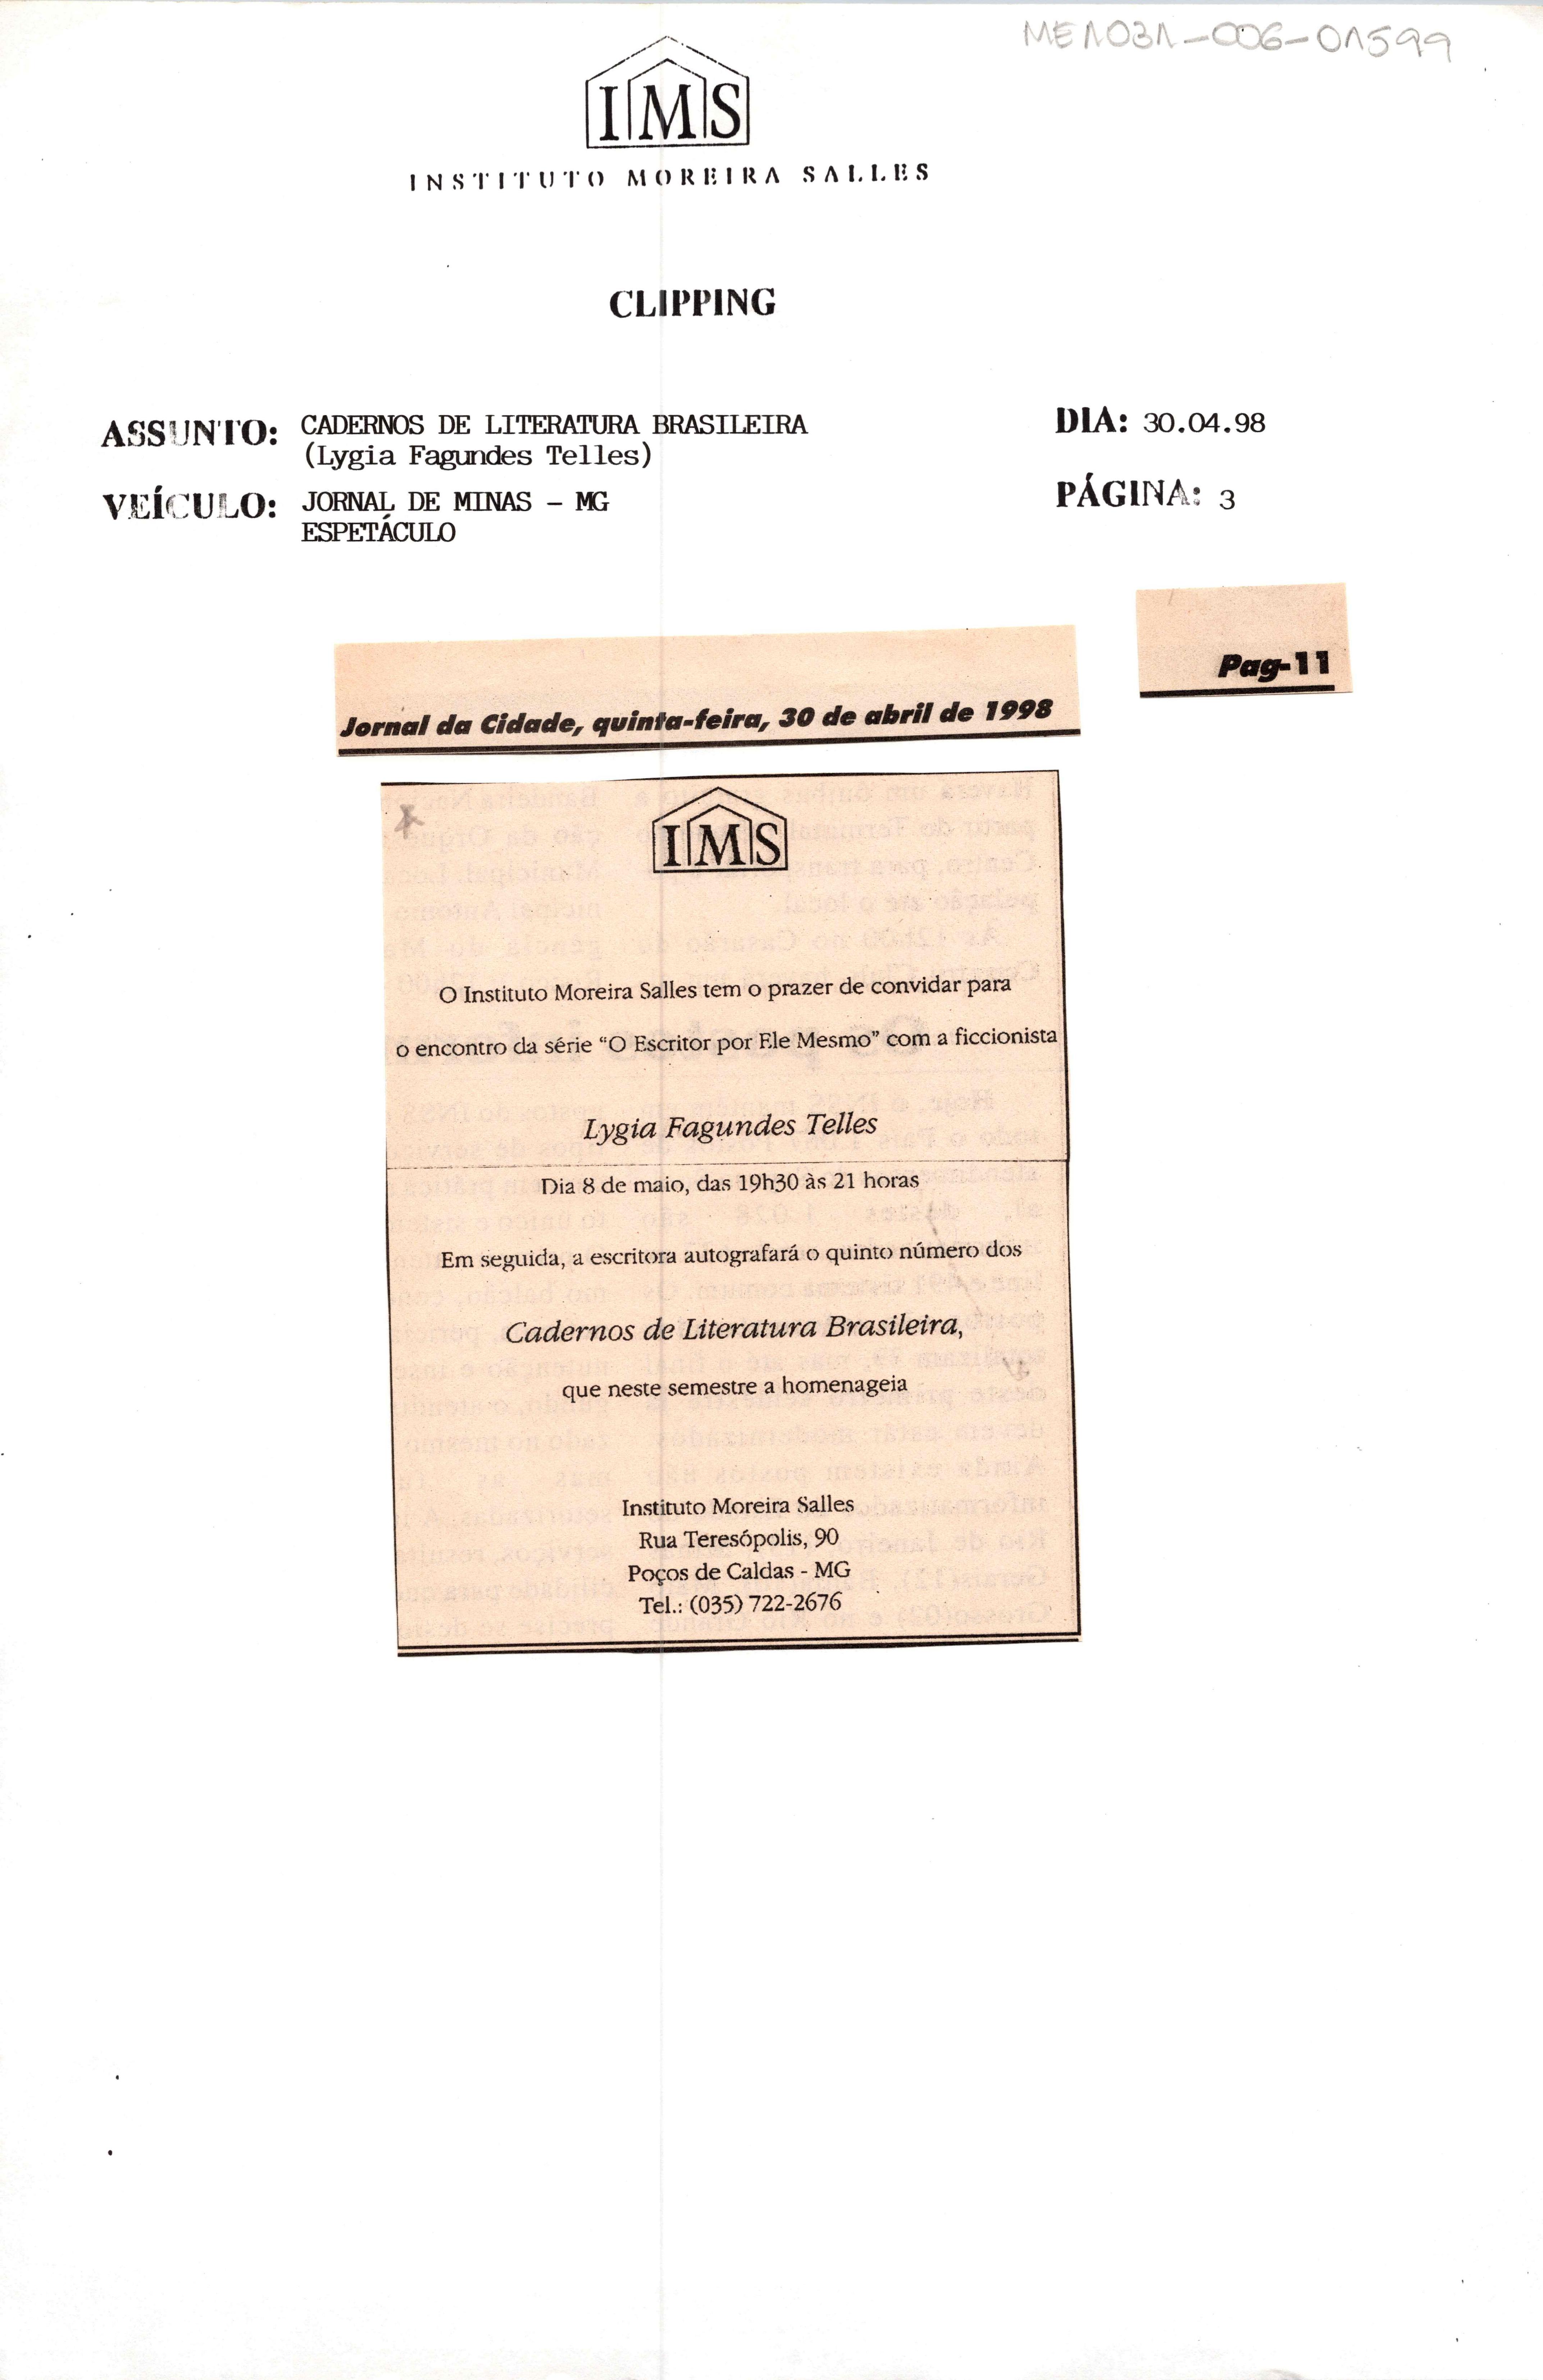 MEA03A-006-0A599
IMS
INSTITUTO MOREIRA SALLES
CLIPPING
ASSUNTO: CADERNOS DE LITERATURA BRASILEIRA
(Lygia Fagundes Telles)
DIA: 30.04.98
VEÍCULO: JORNAL DE MINAS - MG
ESPETÁCULO
PÁGINA: 3
Pag-11
Jornal da Cidade, quinta-feira, 30 de abril de 1998
IMS
O Instituto Moreira Salles tem o prazer de convidar para
o encontro da série “O Escritor por Ele Mesmo” com a ficcionista
Lygia Fagundes Telles
Dia 8 de maio, das 19h30 às 21 horas
Em seguida, a escritora autografará o quinto número dos
Cadernos de Literatura Brasileira,
que neste semestre a homenageia
Instituto Moreira Salles
Rua Teresópolis, 90
Poços de Caldas - MG
Tel.: (035) 722-2676